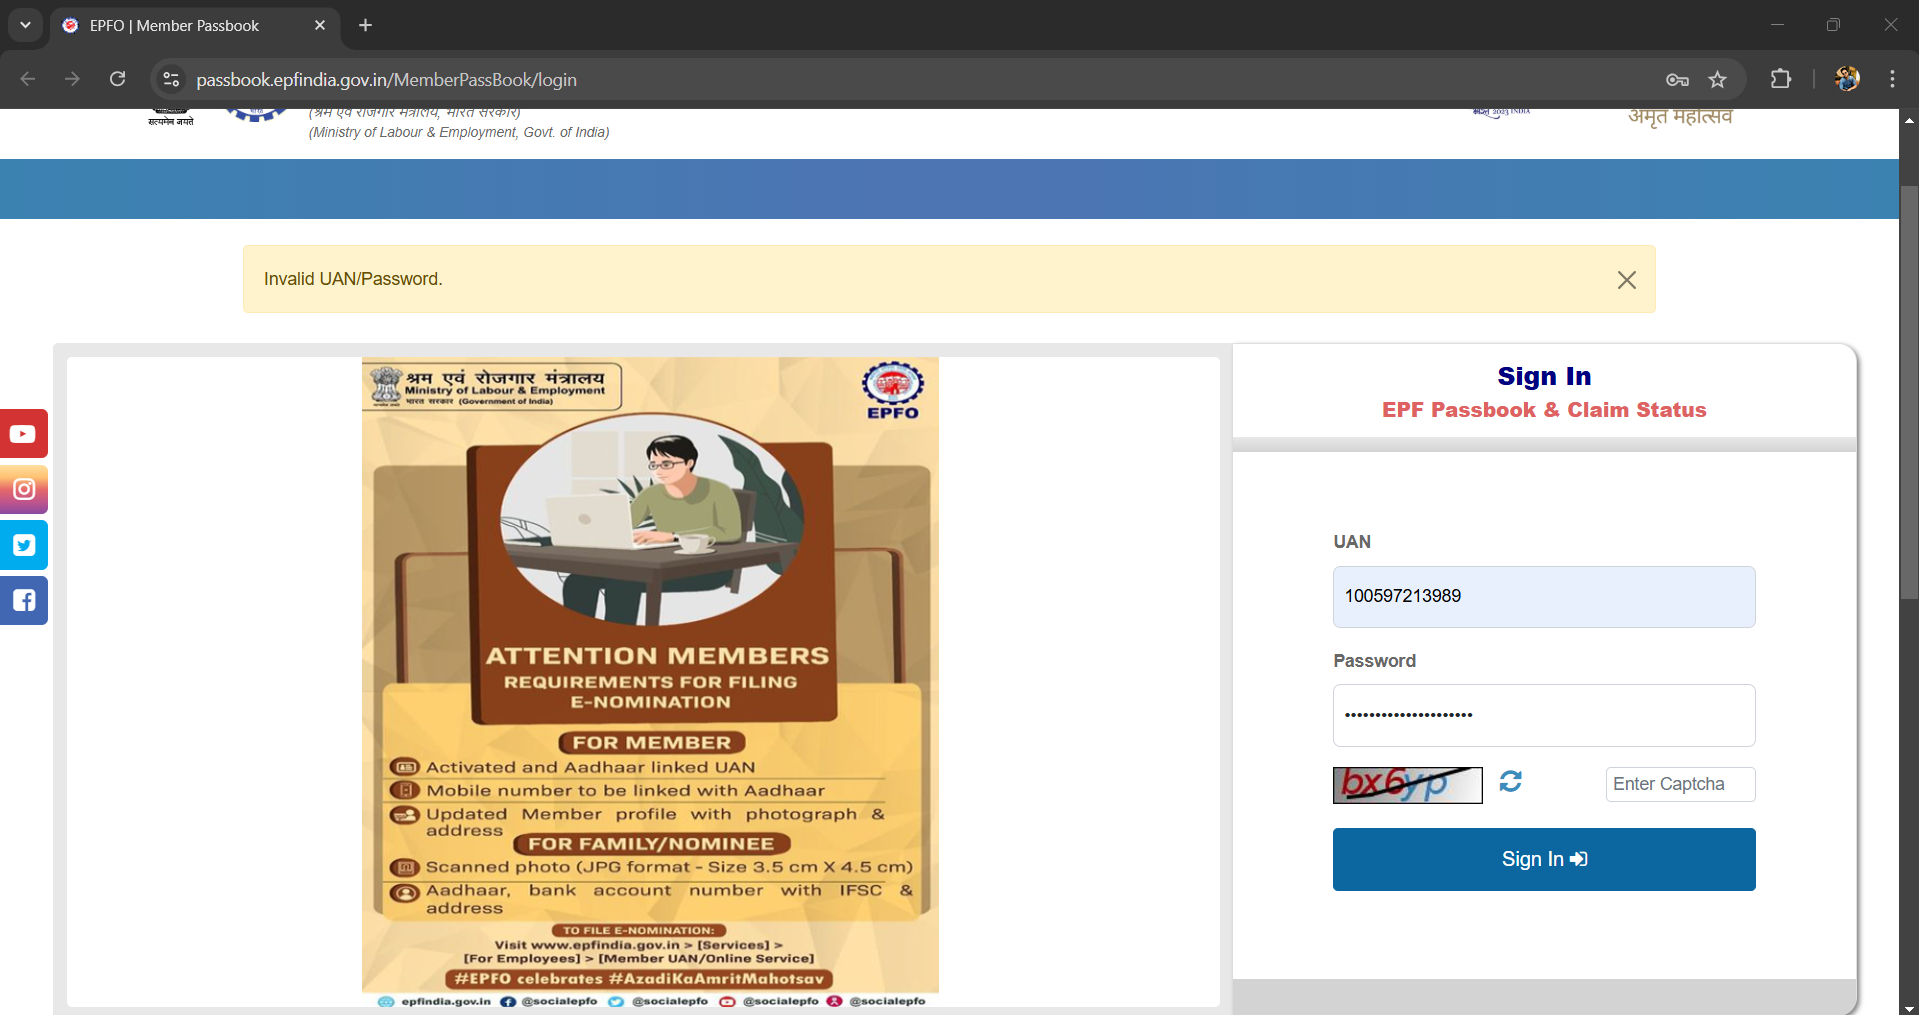 EPFO | Member Passbook
passbook.epfindia.gov.in/MemberPassBook/login
सत्यमेव जयते
(श्रम एवं रोजगार मंत्रालय, भारत सरकार)
(Ministry of Labour & Employment, Govt. of India)
भारत 2023 INDIA
अमृत महोत्सव
Invalid UAN/Password.
श्रम एवं रोजगार मंत्रालय
Ministry of Labour & Employment
भारत सरकार (Government of India)
EPFO
ATTENTION MEMBERS
REQUIREMENTS FOR FILING
E-NOMINATION
FOR MEMBER
Activated and Aadhaar linked UAN
Mobile number to be linked with Aadhaar
Updated Member profile with photograph &
address
FOR FAMILY/NOMINEE
Scanned photo (JPG format - Size 3.5 cm X 4.5 cm)
Aadhaar, bank account number with IFSC &
address
TO FILE E-NOMINATION:
Visit www.epfindia.gov.in > [Services] >
[For Employees] > [Member UAN/Online Service]
#EPFO celebrates #AzadiKaAmritMahotsav
epfindia.gov.in @socialepfo @socialepfo @socialepfo @socialepfo
Sign In
EPF Passbook & Claim Status
UAN
100597213989
Password
•••••••••••••••••••••
bx6yp
Enter Captcha
Sign In